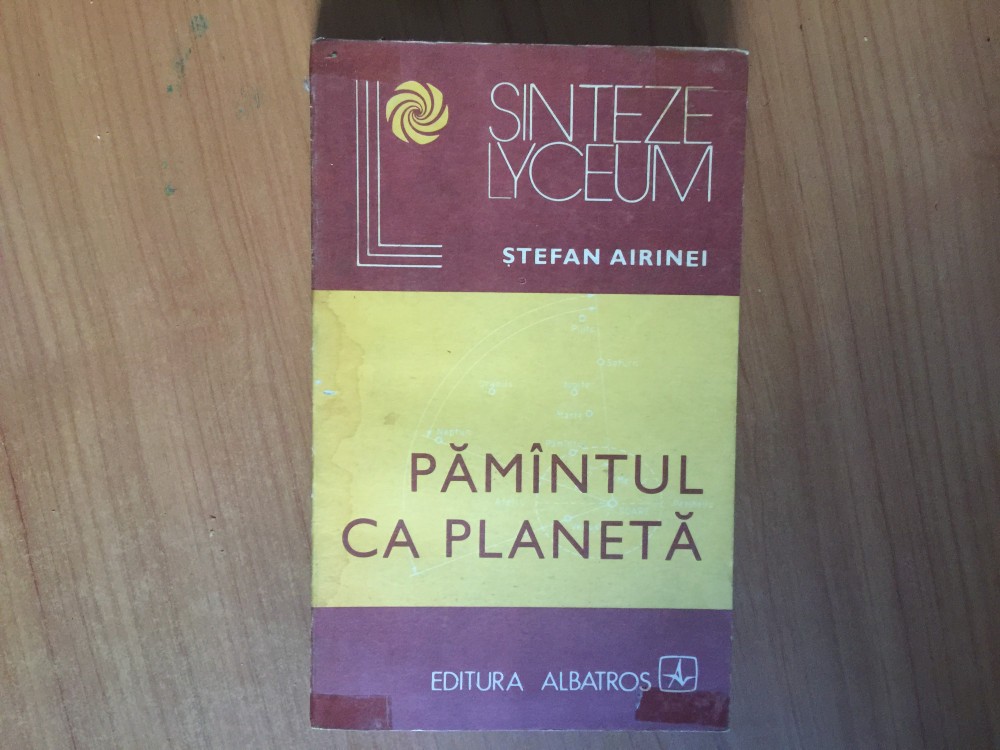 SINTEZE
LYCEUM
ȘTEFAN AIRINEI
PĂMÎNTUL
CA PLANETĂ
EDITURA ALBATROS